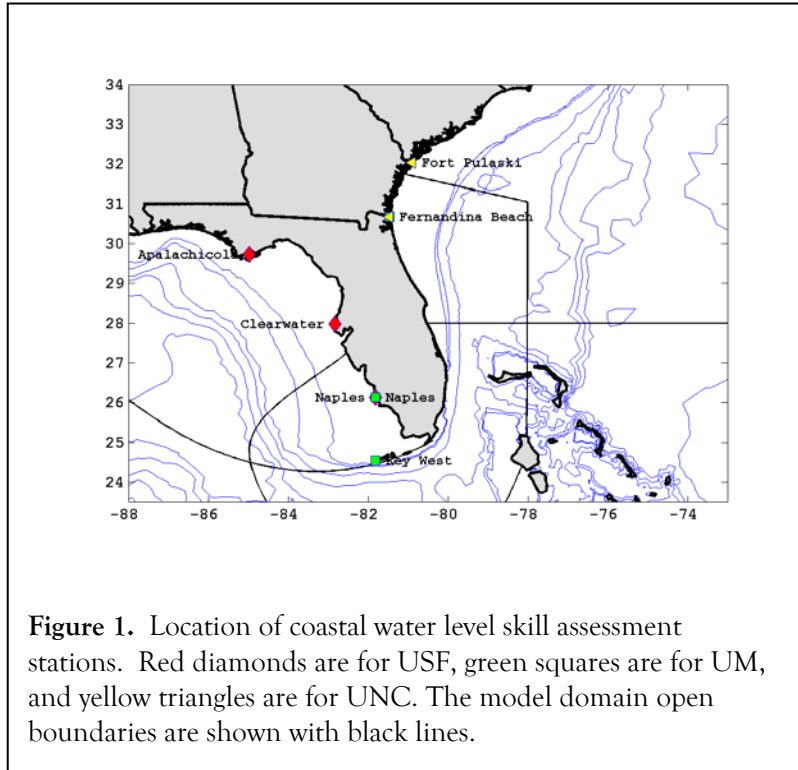 34
33
32
31
30
29
28
27
26
25
24
Fort Pulaski
Fernandina Beach
Apalachicol
Clearwater
Naples Naples
Key West
-88 -86 -84 -82 -80 -78 -76 -74
Figure 1. Location of coastal water level skill assessment
stations. Red diamonds are for USF, green squares are for UM,
and yellow triangles are for UNC. The model domain open
boundaries are shown with black lines.